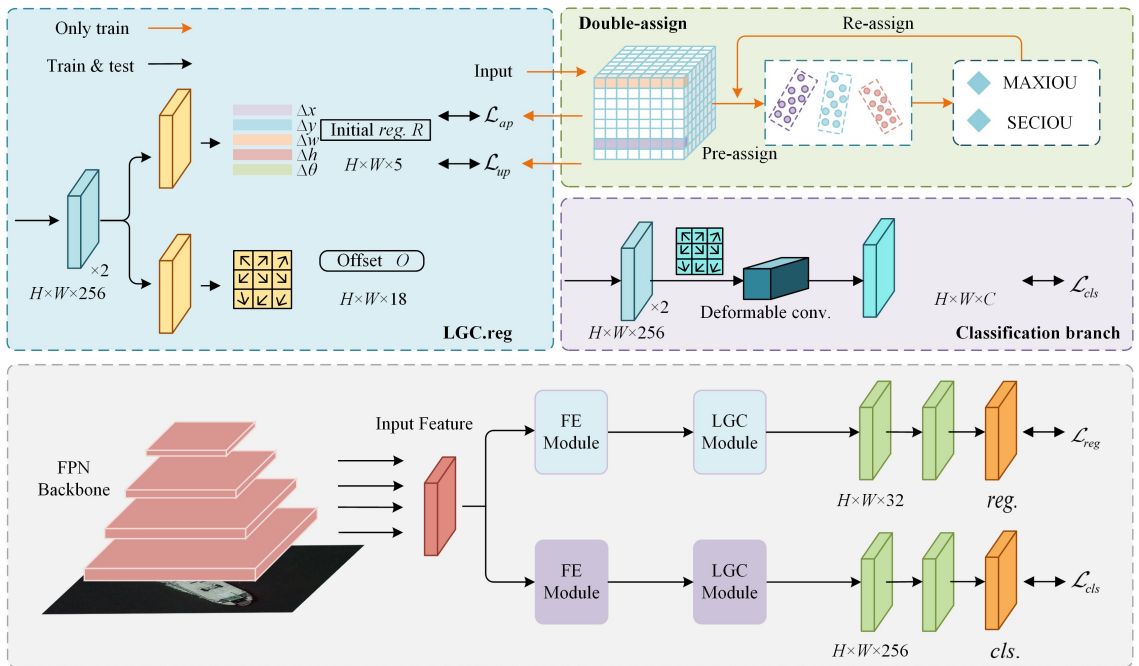 Only train
Train & test
Δx
Δy
Δw
Δh
Δθ
Initial reg. R
H×W×5
ℒap
ℒup
×2
H×W×256
Offset O
H×W×18
LGC.reg
Double-assign
Re-assign
Input
Pre-assign
MAXIOU
SECIOU
×2
H×W×256
Deformable conv.
H×W×C
ℒcls
Classification branch
FPN
Backbone
Input Feature
FE
Module
LGC
Module
H×W×32
reg.
ℒreg
FE
Module
LGC
Module
H×W×256
cls.
ℒcls